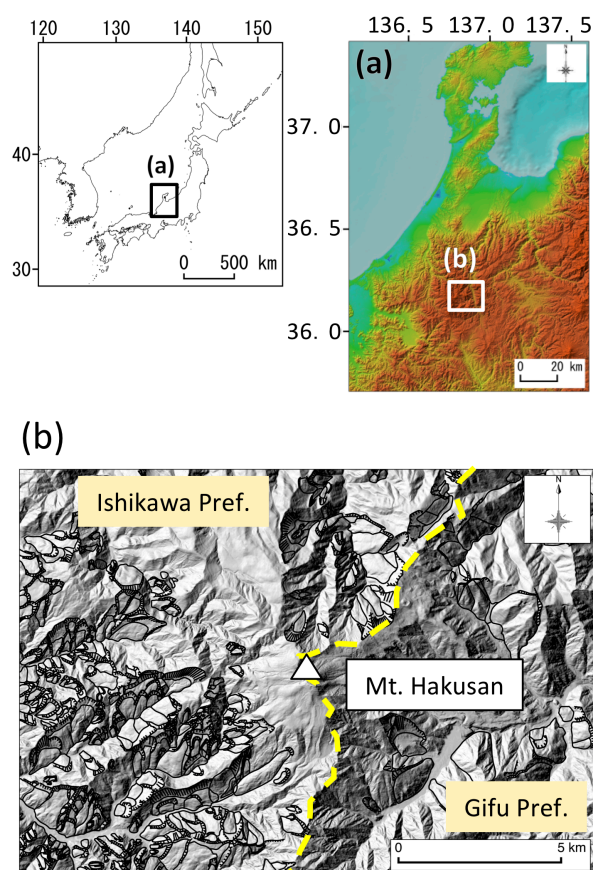 120 130 140 150
40
30
(a)
0 500 km
136. 5 137. 0 137. 5
(a)
N
37. 0
36. 5
36. 0
(b)
0 20 km
(b)
Ishikawa Pref.
N
Mt. Hakusan
Gifu Pref.
0 5 km